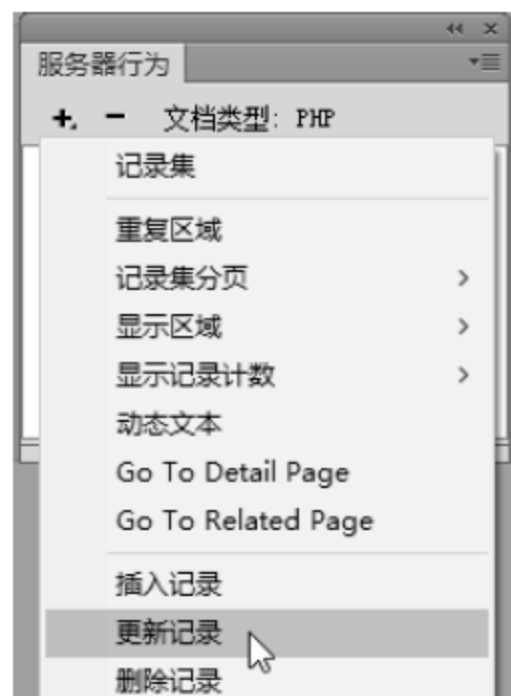 服务器行为
文档类型: PHP
记录集
重复区域
记录集分页
显示区域
显示记录计数
动态文本
Go To Detail Page
Go To Related Page
插入记录
更新记录
删除记录